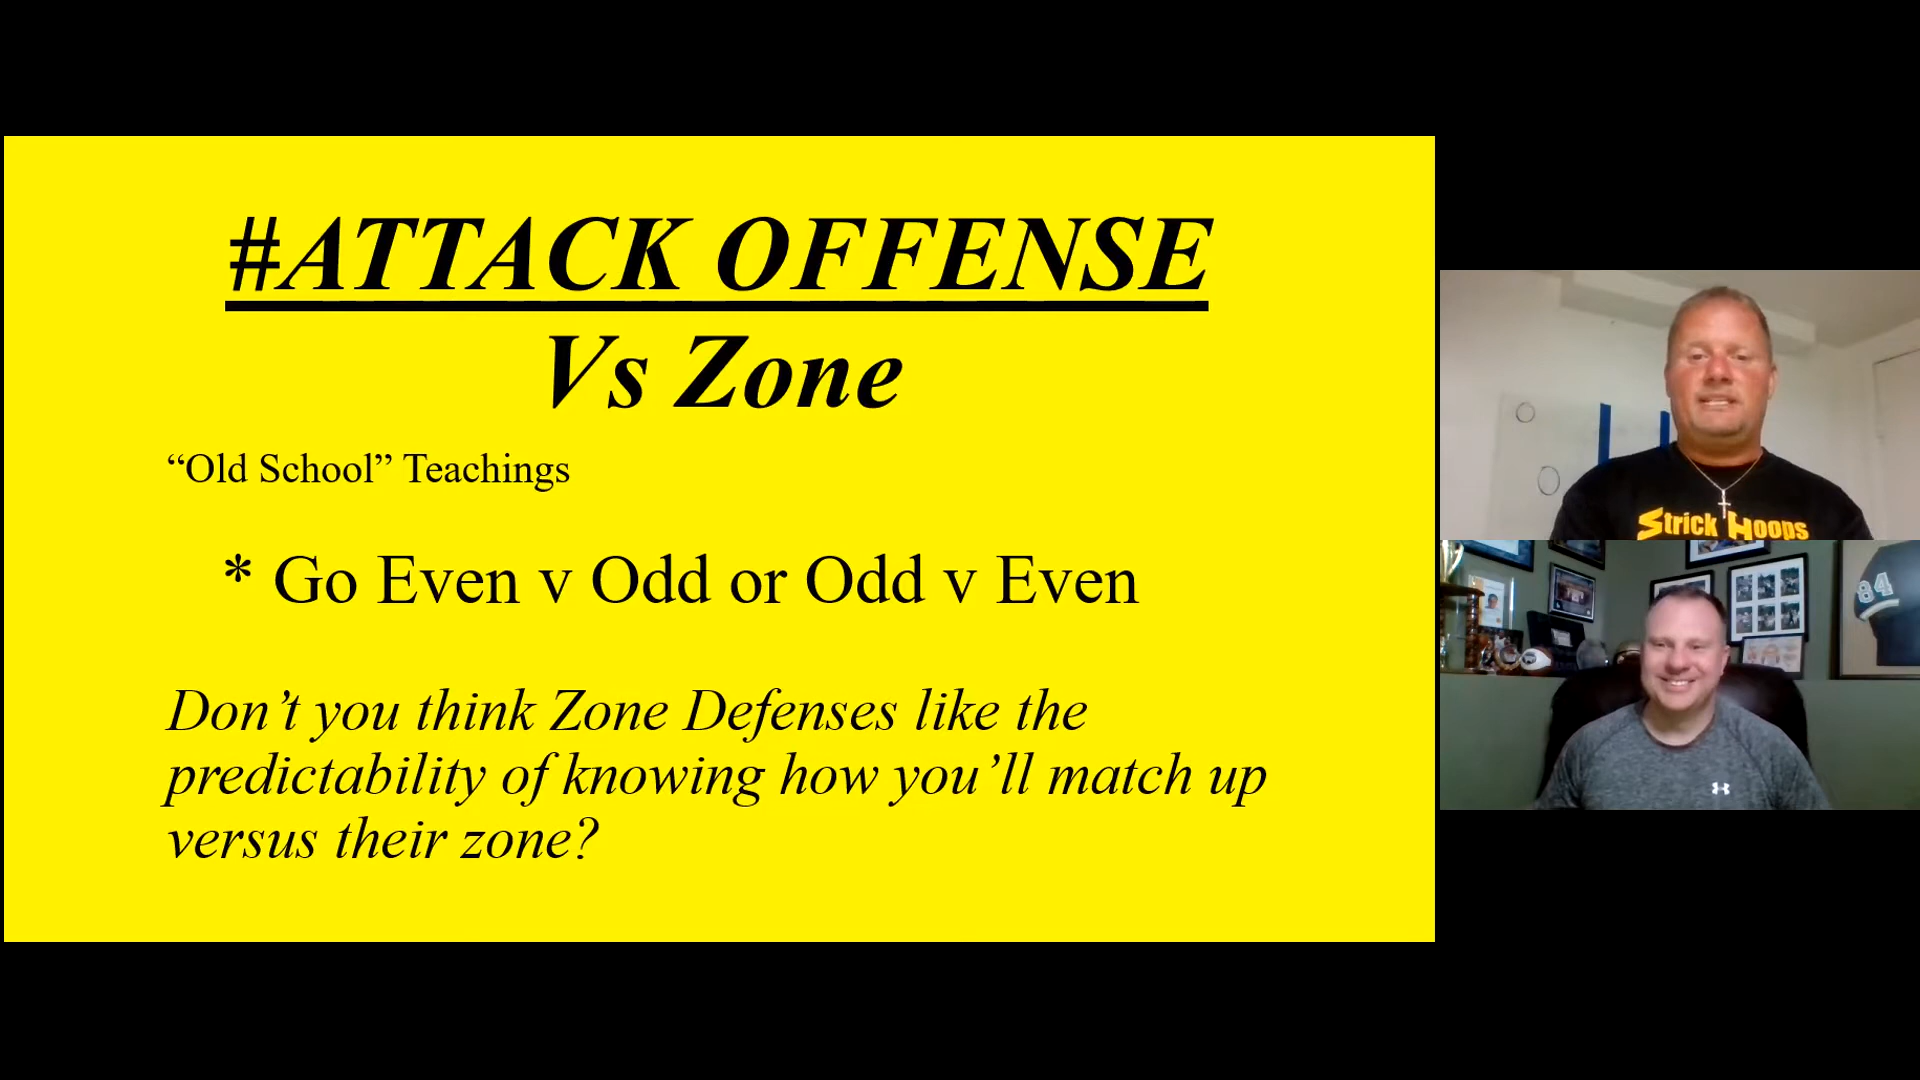 #ATTACK OFFENSE
Vs Zone
“Old School” Teachings
* Go Even v Odd or Odd v Even
Don’t you think Zone Defenses like the
predictability of knowing how you’ll match up
versus their zone?
Strick Hoops
84